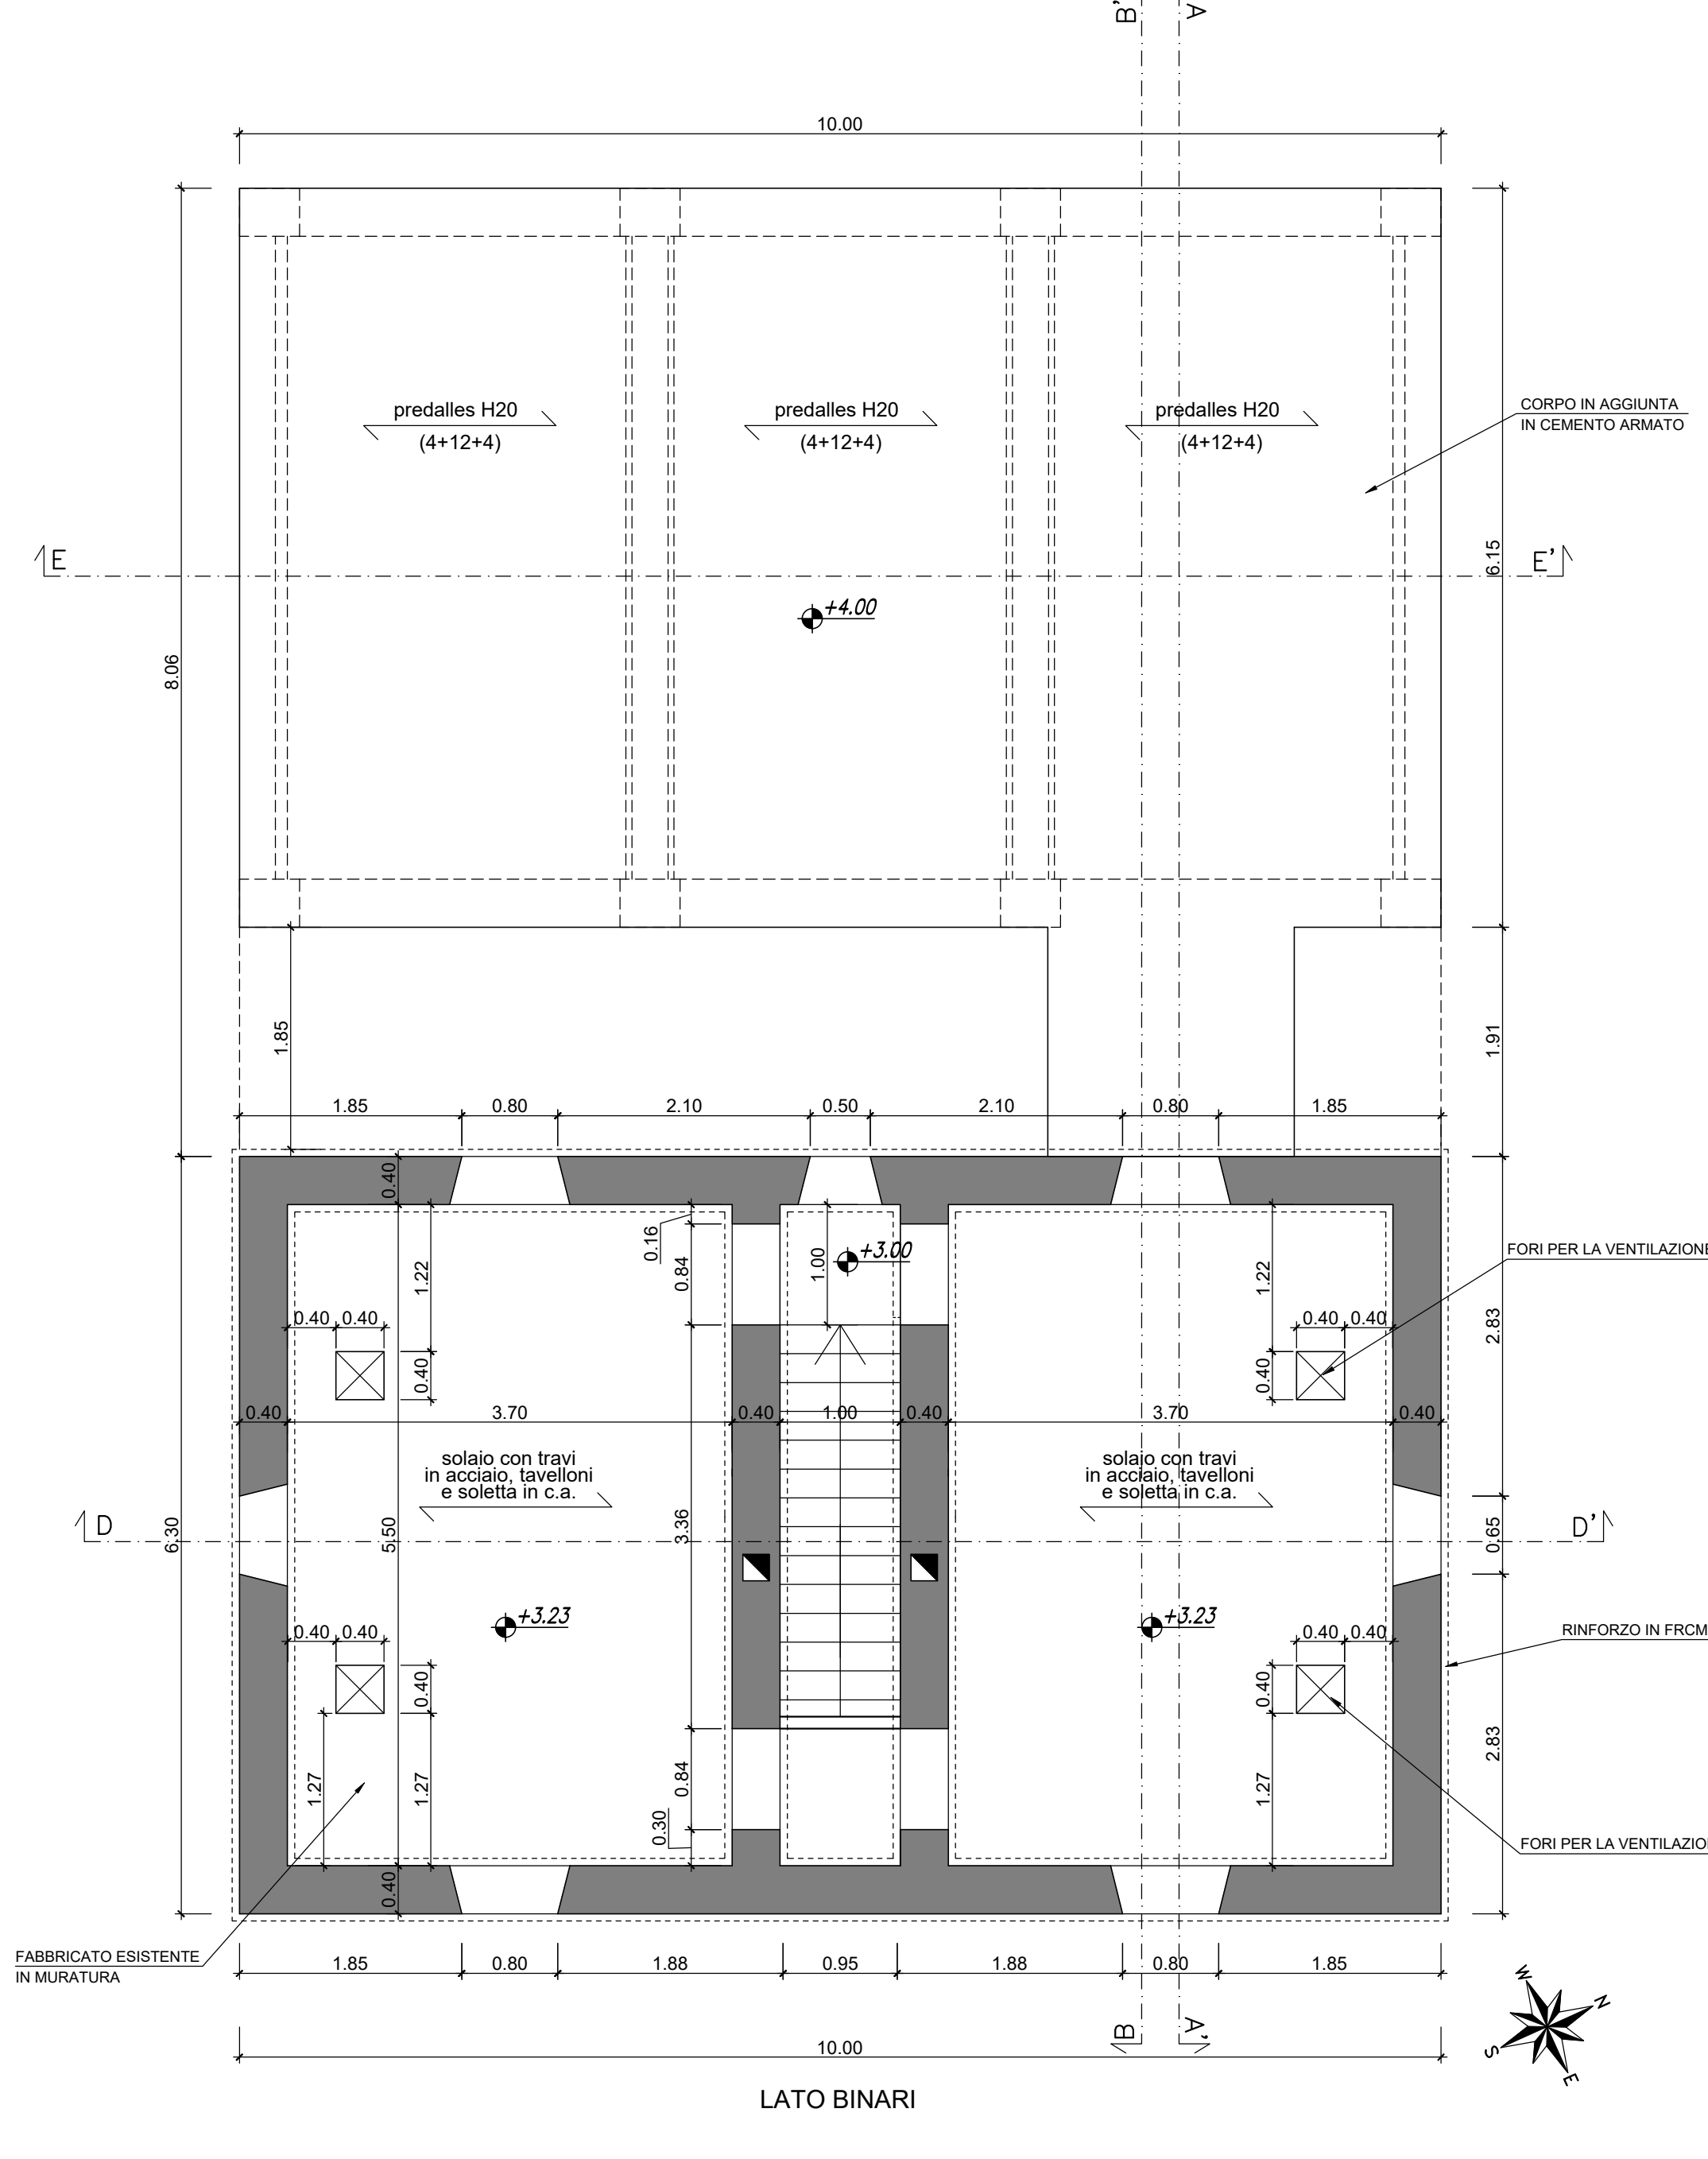 B'
A
10.00
predalles H20
(4+12+4)
predalles H20
(4+12+4)
predalles H20
(4+12+4)
CORPO IN AGGIUNTA
IN CEMENTO ARMATO
E
E'
6.15
+4.00
8.06
1.85
1.91
1.85
0.80
2.10
0.50
2.10
0.80
1.85
0.40
0.16
0.84
1.00
+3.00
1.22
1.22
FORI PER LA VENTILAZIONE
0.40
0.40
0.40
0.40
2.83
0.40
0.40
0.40
3.70
0.40
1.00
0.40
3.70
0.40
solaio con travi
in acciaio, tavelloni
e soletta in c.a.
solaio con travi
in acciaio, tavelloni
e soletta in c.a.
D
D'
6.30
5.50
3.36
0.65
+3.23
+3.23
0.40
0.40
0.40
0.40
RINFORZO IN FRCM
0.40
0.40
1.27
1.27
0.84
0.30
1.27
2.83
FORI PER LA VENTILAZIO
0.40
FABBRICATO ESISTENTE
IN MURATURA
1.85
0.80
1.88
0.95
1.88
0.80
1.85
B
A'
10.00
W
N
S
E
LATO BINARI